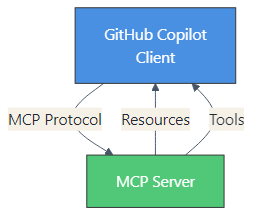 GitHub Copilot
Client
MCP Protocol
Resources
Tools
MCP Server